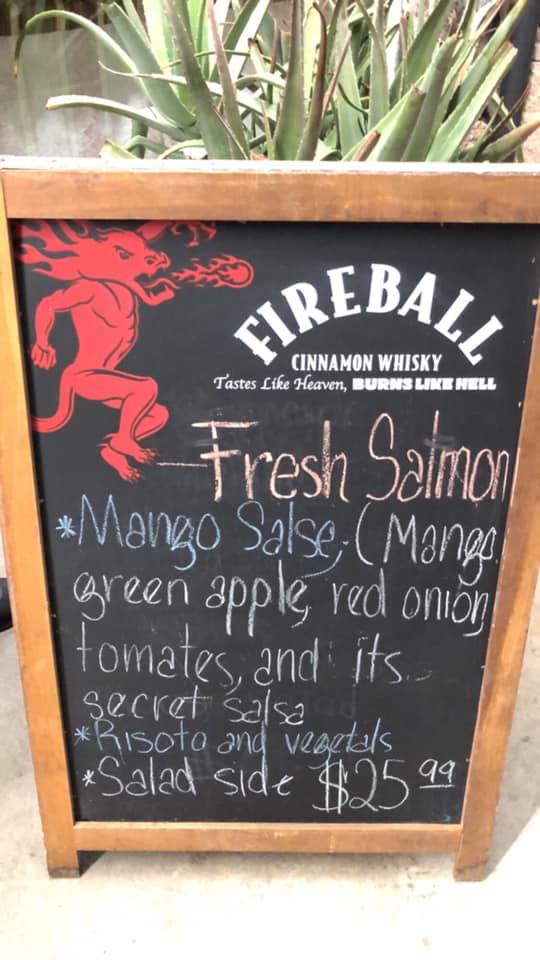 FIREBALL
CINNAMON WHISKY
Tastes Like Heaven, BURNS LIKE HELL
Fresh Salmon
*Mango Salse, (Mango,
green apple, red onion,
tomates, and its
secret salsa
*Risoto and vegetals
*Salad side $25 99